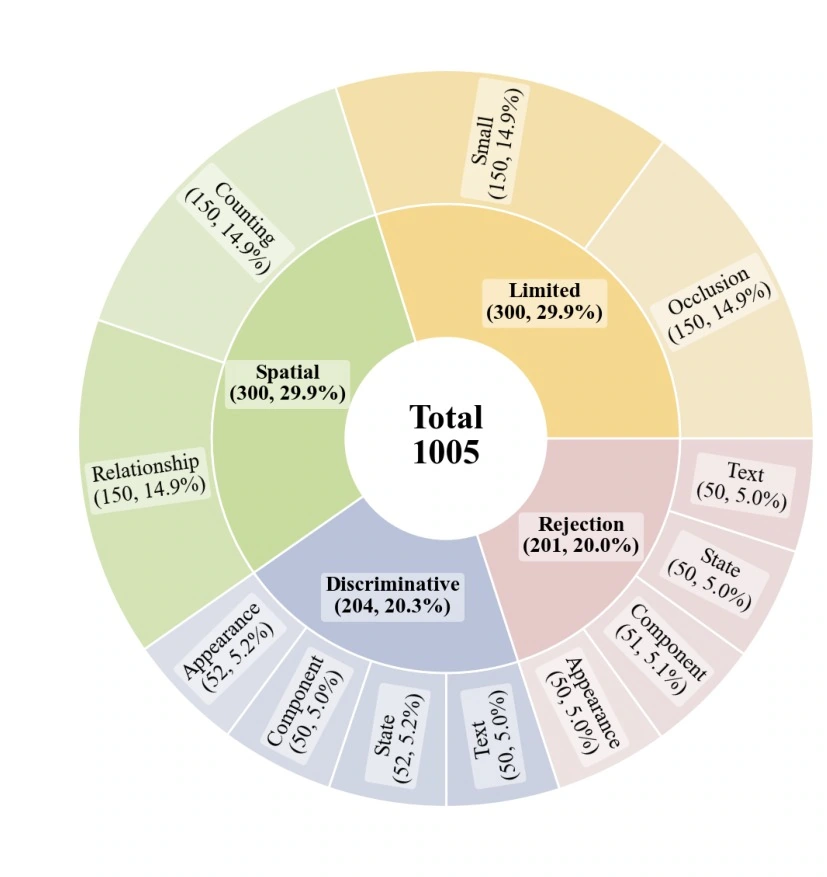 Small
(150, 14.9%)
Counting
(150, 14.9%)
Occlusion
(150, 14.9%)
Limited
(300, 29.9%)
Spatial
(300, 29.9%)
Total
1005
Relationship
(150, 14.9%)
Text
(50, 5.0%)
Rejection
(201, 20.0%)
State
(50, 5.0%)
Discriminative
(204, 20.3%)
Appearance
(52, 5.2%)
Component
(50, 5.0%)
State
(52, 5.2%)
Text
(50, 5.0%)
Appearance
(50, 5.0%)
Component
(51, 5.1%)